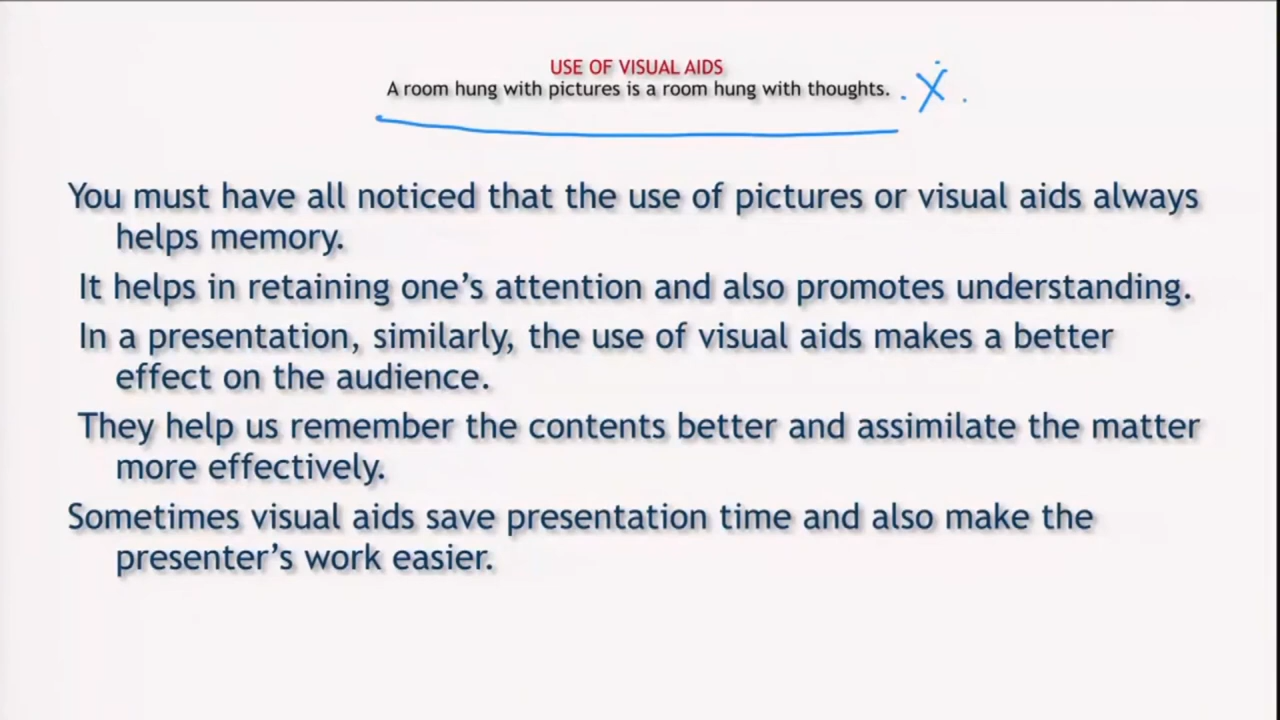 USE OF VISUAL AIDS
A room hung with pictures is a room hung with thoughts.
You must have all noticed that the use of pictures or visual aids always
helps memory.
It helps in retaining one’s attention and also promotes understanding.
In a presentation, similarly, the use of visual aids makes a better
effect on the audience.
They help us remember the contents better and assimilate the matter
more effectively.
Sometimes visual aids save presentation time and also make the
presenter’s work easier.